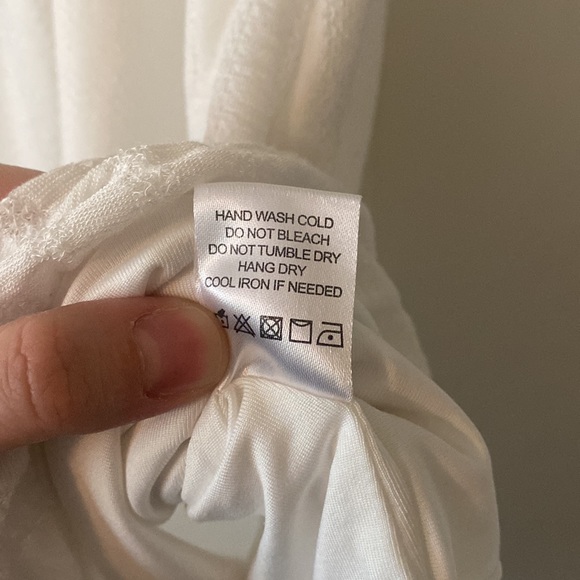 HAND WASH COLD
DO NOT BLEACH
DO NOT TUMBLE DRY
HANG DRY
COOL IRON IF NEEDED